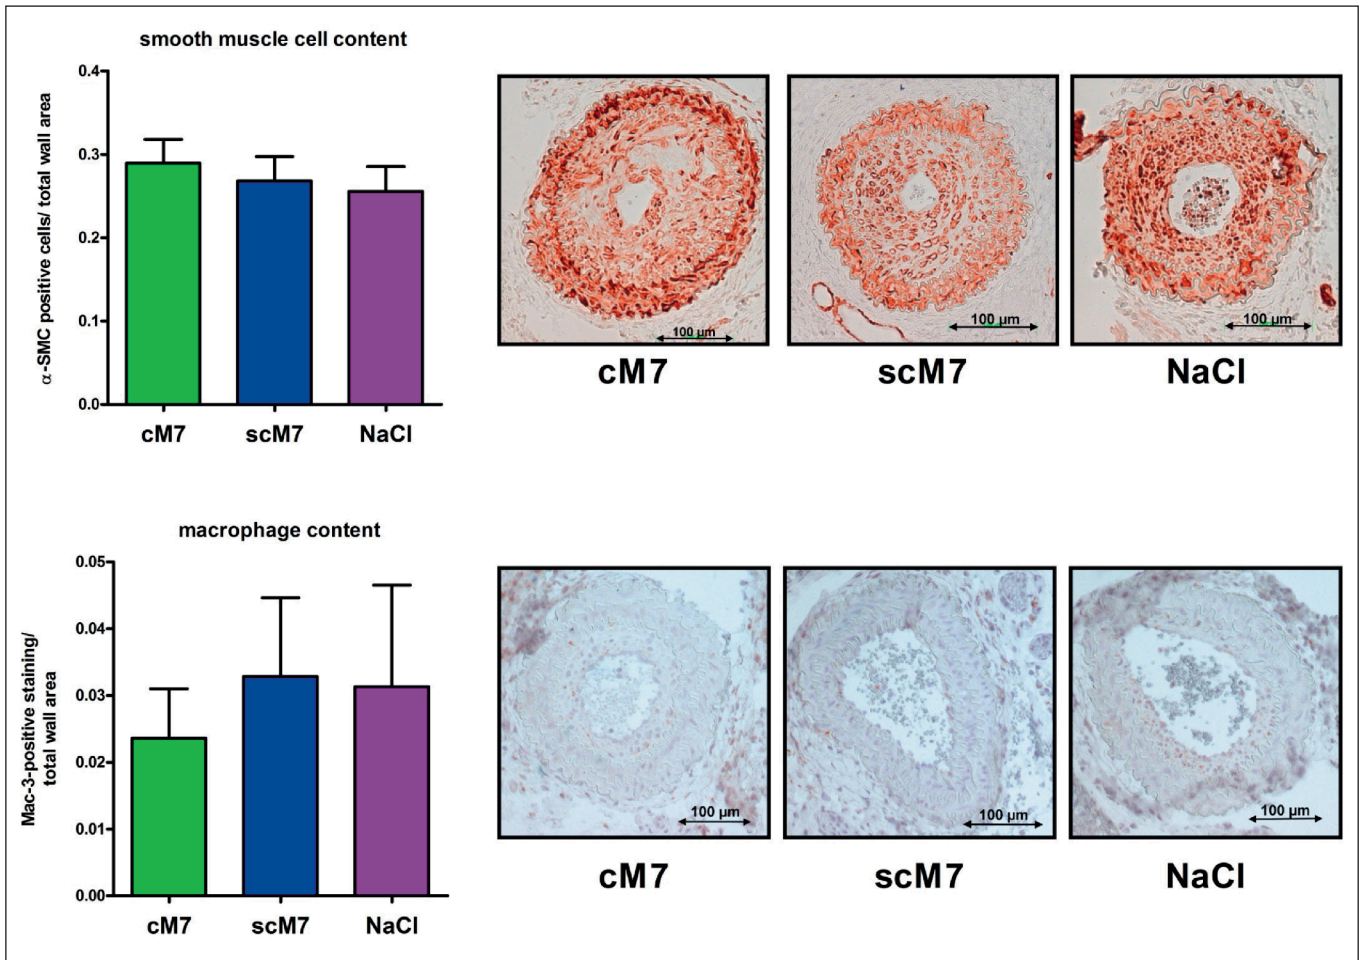 smooth muscle cell content
α-SMC positive cells/ total wall area
0.4
0.3
0.2
0.1
0.0
cM7 scM7 NaCl
100 µm
100 µm
100 µm
cM7 scM7 NaCl
macrophage content
Mac-3-positive staining/
total wall area
0.05
0.04
0.03
0.02
0.01
0.00
cM7 scM7 NaCl
100 µm
100 µm
100 µm
cM7 scM7 NaCl